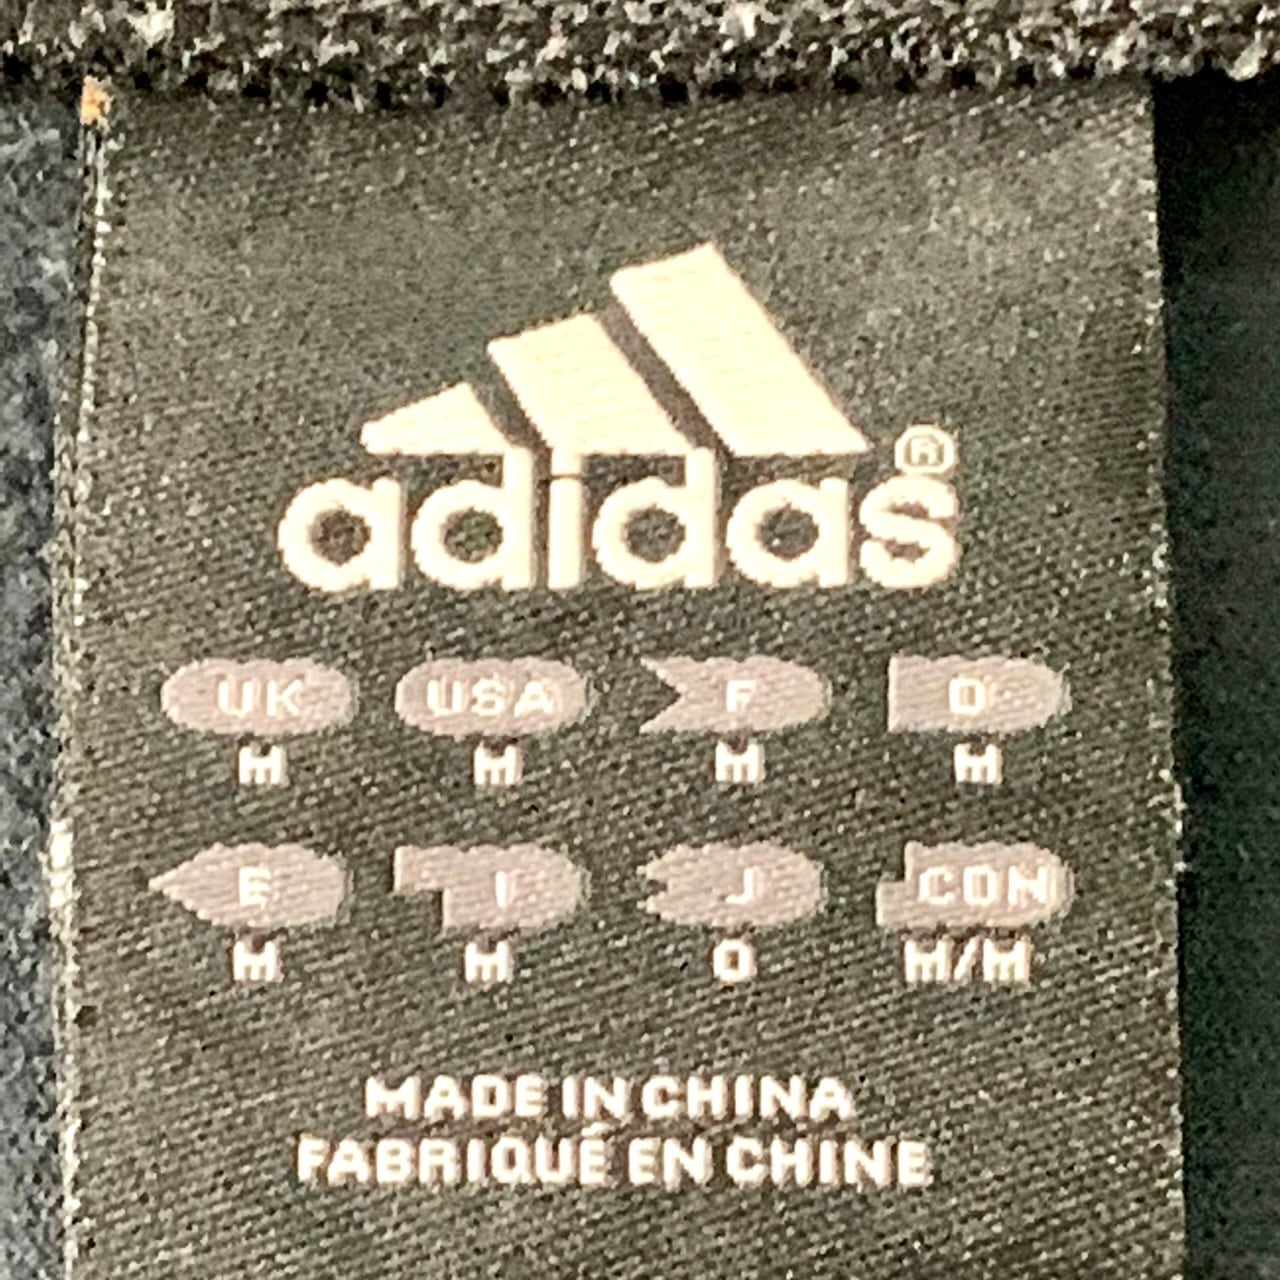 adidas®
UK USA F D
M M M M
E I J CON
M M O M/M
MADE IN CHINA
FABRIQUÉ EN CHINE